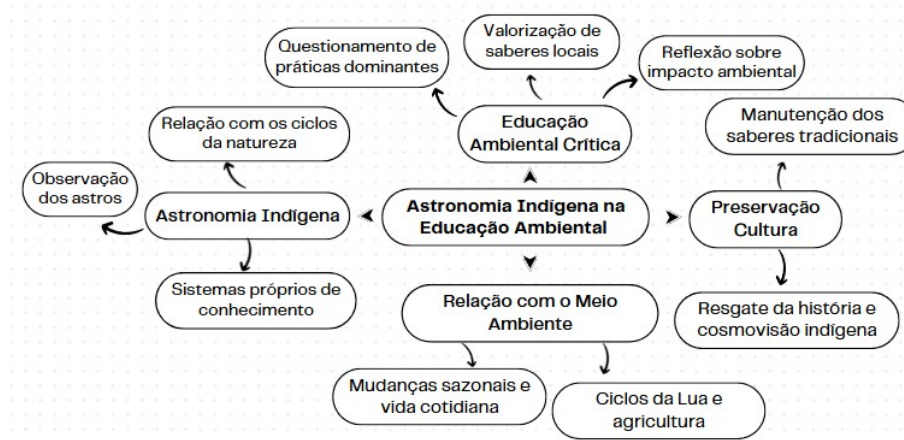 Questionamento de
práticas dominantes
Valorização de
saberes locais
Reflexão sobre
impacto ambiental
Educação
Ambiental Crítica
Manutenção dos
saberes tradicionais
Relação com os ciclos
da natureza
Observação
dos astros
Astronomia Indígena
Astronomia Indígena na
Educação Ambiental
Preservação
Cultura
Sistemas próprios de
conhecimento
Relação com o Meio
Ambiente
Resgate da história e
cosmovisão indígena
Mudanças sazonais e
vida cotidiana
Ciclos da Lua e
agricultura